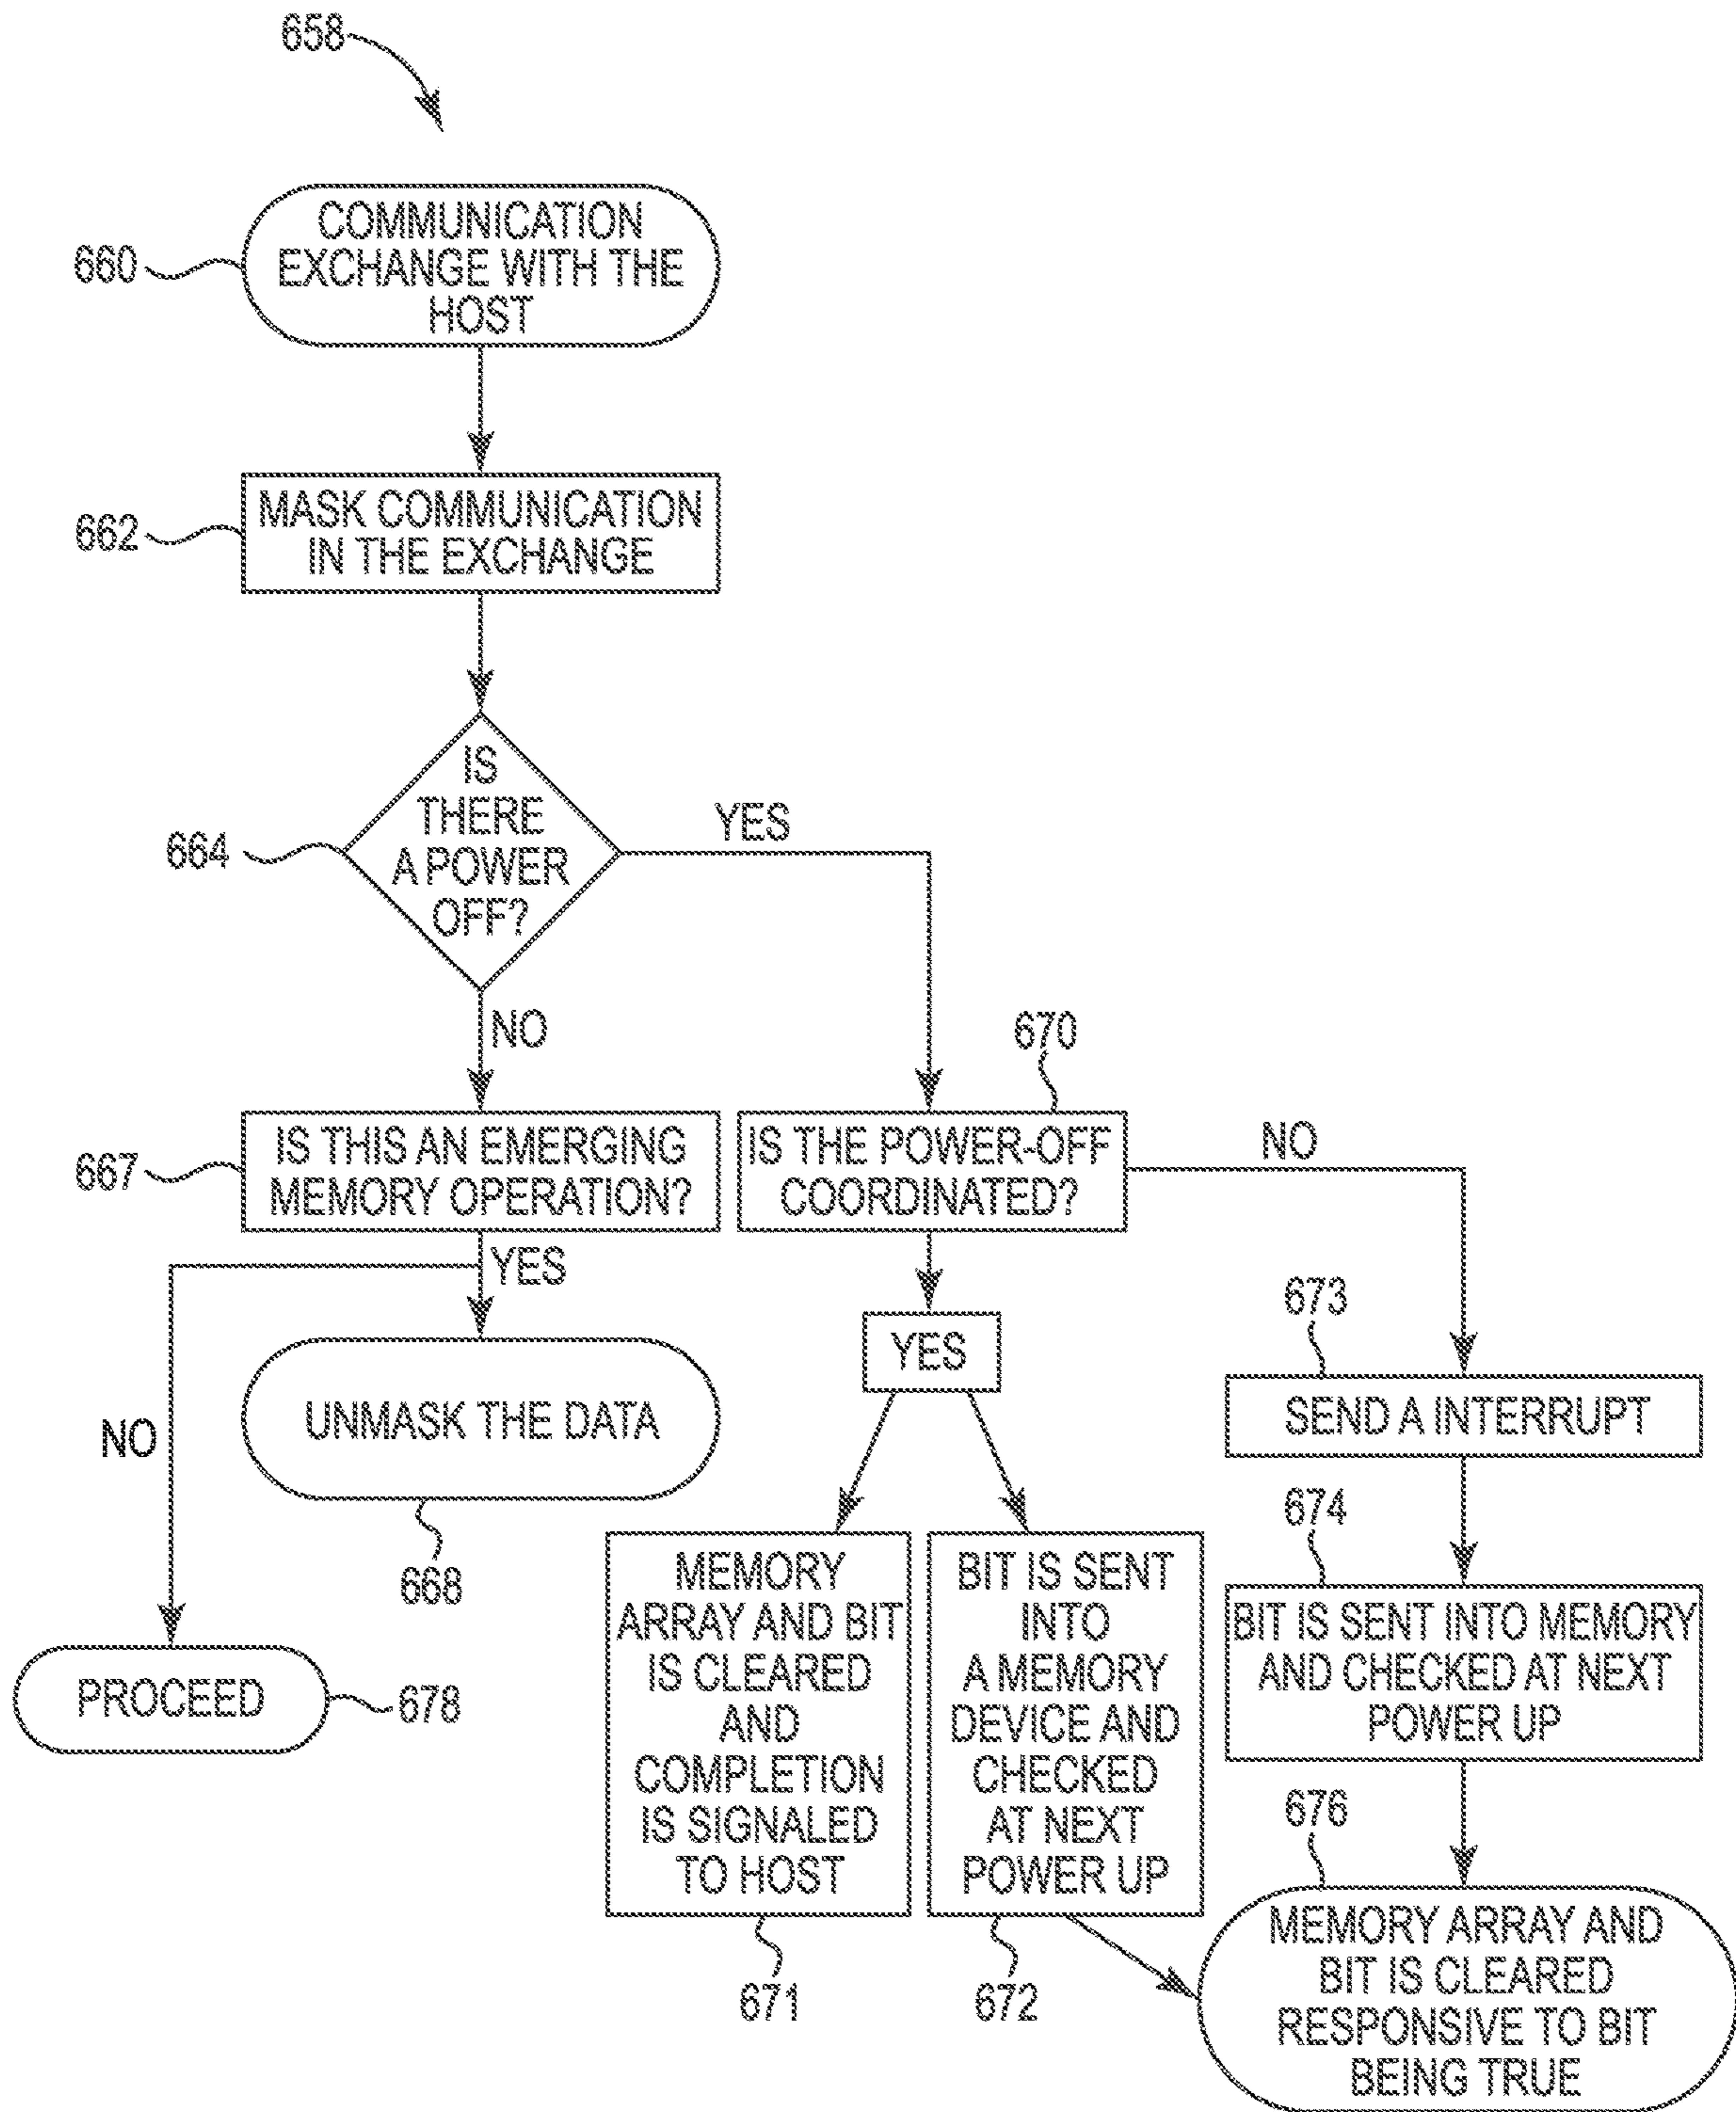 658
COMMUNICATION
EXCHANGE WITH THE
HOST
660
MASK COMMUNICATION
IN THE EXCHANGE
662
IS
THERE
A POWER
OFF?
664
YES
NO
670
IS THIS AN EMERGING
MEMORY OPERATION?
667
IS THE POWER-OFF
COORDINATED?
NO
YES
NO
UNMASK THE DATA
668
PROCEED
678
YES
673
SEND A INTERRUPT
674
MEMORY
ARRAY AND BIT
IS CLEARED
AND
COMPLETION
IS SIGNALED
TO HOST
671
BIT IS SENT
INTO
A MEMORY
DEVICE AND
CHECKED
AT NEXT
POWER UP
672
BIT IS SENT INTO MEMORY
AND CHECKED AT NEXT
POWER UP
676
MEMORY ARRAY AND
BIT IS CLEARED
RESPONSIVE TO BIT
BEING TRUE